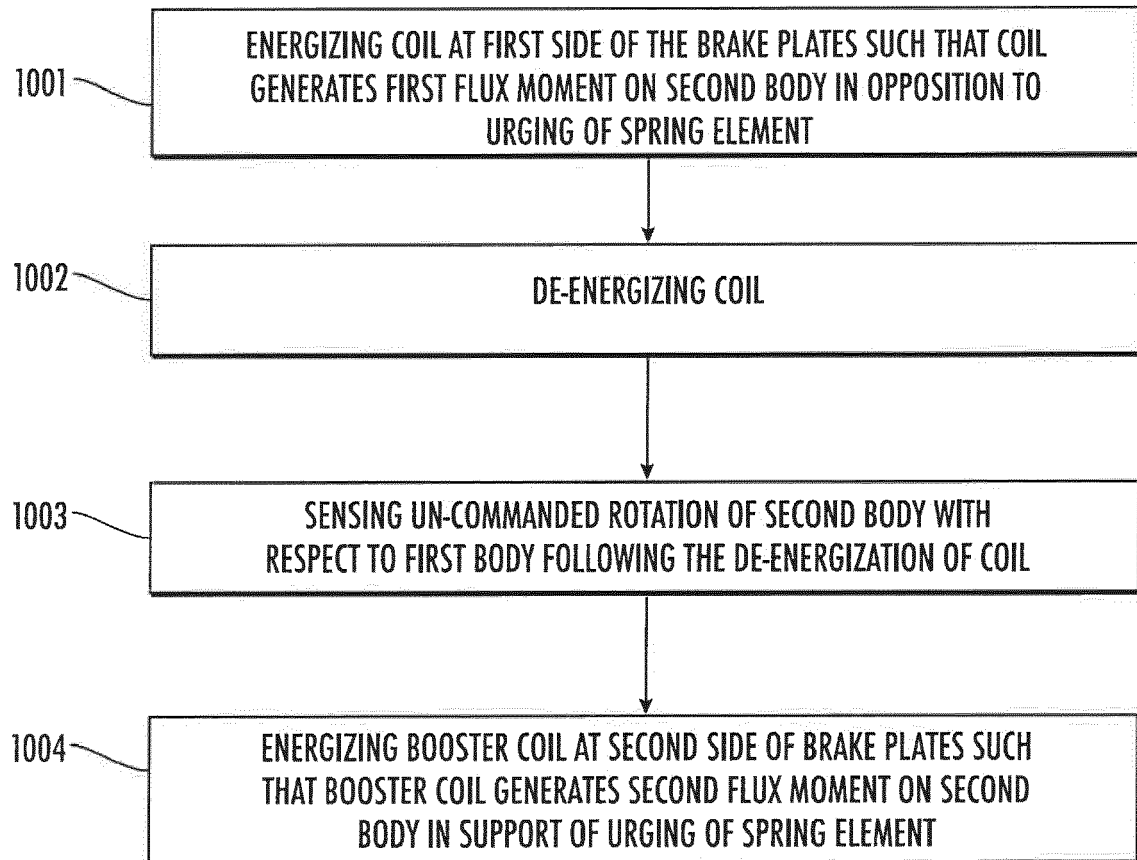 1001
ENERGIZING COIL AT FIRST SIDE OF THE BRAKE PLATES SUCH THAT COIL
GENERATES FIRST FLUX MOMENT ON SECOND BODY IN OPPOSITION TO
URGING OF SPRING ELEMENT
1002
DE-ENERGIZING COIL
1003
SENSING UN-COMMANDED ROTATION OF SECOND BODY WITH
RESPECT TO FIRST BODY FOLLOWING THE DE-ENERGIZATION OF COIL
1004
ENERGIZING BOOSTER COIL AT SECOND SIDE OF BRAKE PLATES SUCH
THAT BOOSTER COIL GENERATES SECOND FLUX MOMENT ON SECOND
BODY IN SUPPORT OF URGING OF SPRING ELEMENT